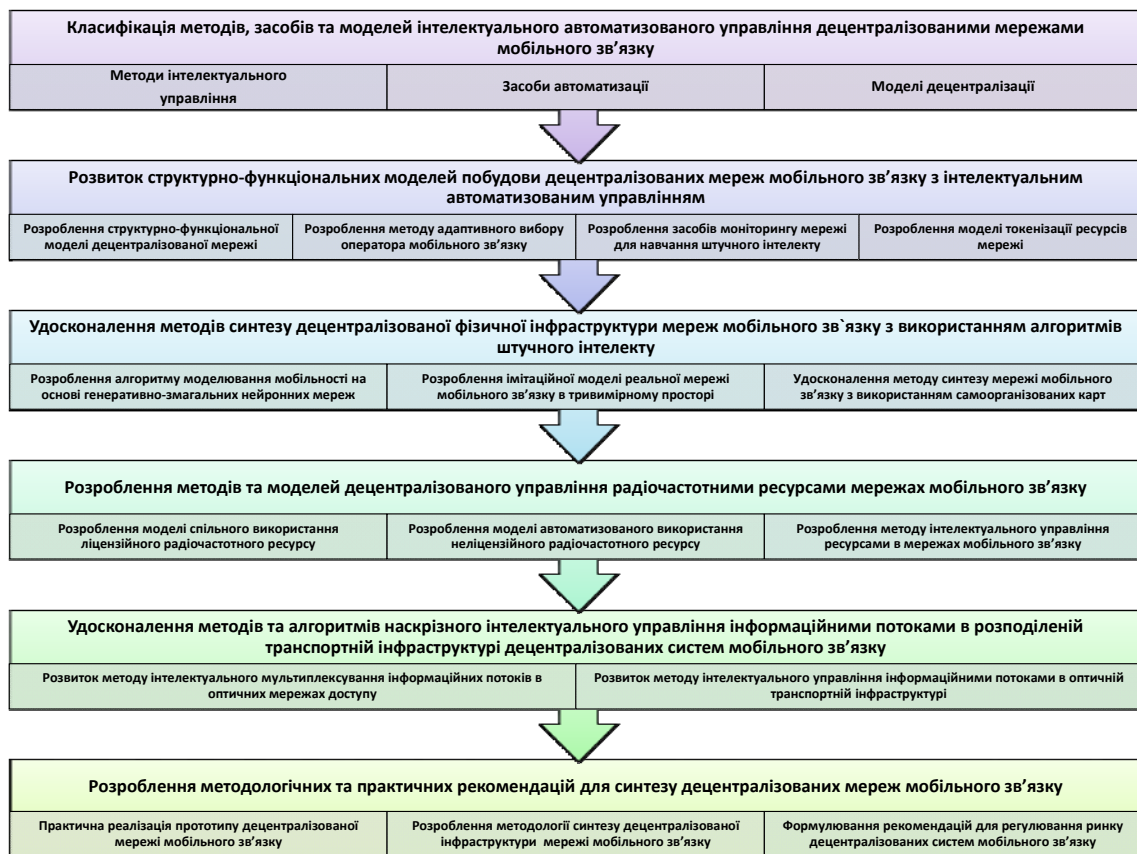 Класифікація методів, засобів та моделей інтелектуального автоматизованого управління децентралізованими мережами
мобільного зв’язку
Методи інтелектуального
управління
Засоби автоматизації
Моделі децентралізації
Розвиток структурно-функціональних моделей побудови децентралізованих мереж мобільного зв’язку з інтелектуальним
автоматизованим управлінням
Розроблення структурно-функціональної
моделі децентралізованої мережі
Розроблення методу адаптивного вибору
оператора мобільного зв’язку
Розроблення засобів моніторингу мережі
для навчання штучного інтелекту
Розроблення моделі токенізації ресурсів
мережі
Удосконалення методів синтезу децентралізованої фізичної інфраструктури мереж мобільного зв`язку з використанням алгоритмів
штучного інтелекту
Розроблення алгоритму моделювання мобільності на
основі генеративно-змагальних нейронних мереж
Розроблення імітаційної моделі реальної мережі
мобільного зв’язку в тривимірному просторі
Удосконалення методу синтезу мережі мобільного
зв’язку з використанням самоорганізованих карт
Розроблення методів та моделей децентралізованого управління радіочастотними ресурсами мережах мобільного зв’язку
Розроблення моделі спільного використання
ліцензійного радіочастотного ресурсу
Розроблення моделі автоматизованого використання
неліцензійного радіочастотного ресурсу
Розроблення методу інтелектуального управління
ресурсами в мережах мобільного зв’язку
Удосконалення методів та алгоритмів наскрізного інтелектуального управління інформаційними потоками в розподіленій
транспортній інфраструктурі децентралізованих систем мобільного зв’язку
Розвиток методу інтелектуального мультиплексування інформаційних потоків в
оптичних мережах доступу
Розвиток методу інтелектуального управління інформаційними потоками в оптичній
транспортній інфраструктурі
Розроблення методологічних та практичних рекомендацій для синтезу децентралізованих мереж мобільного зв’язку
Практична реалізація прототипу децентралізованої
мережі мобільного зв’язку
Розроблення методології синтезу децентралізованої
інфраструктури мережі мобільного зв’язку
Формулювання рекомендацій для регулювання ринку
децентралізованих систем мобільного зв’язку